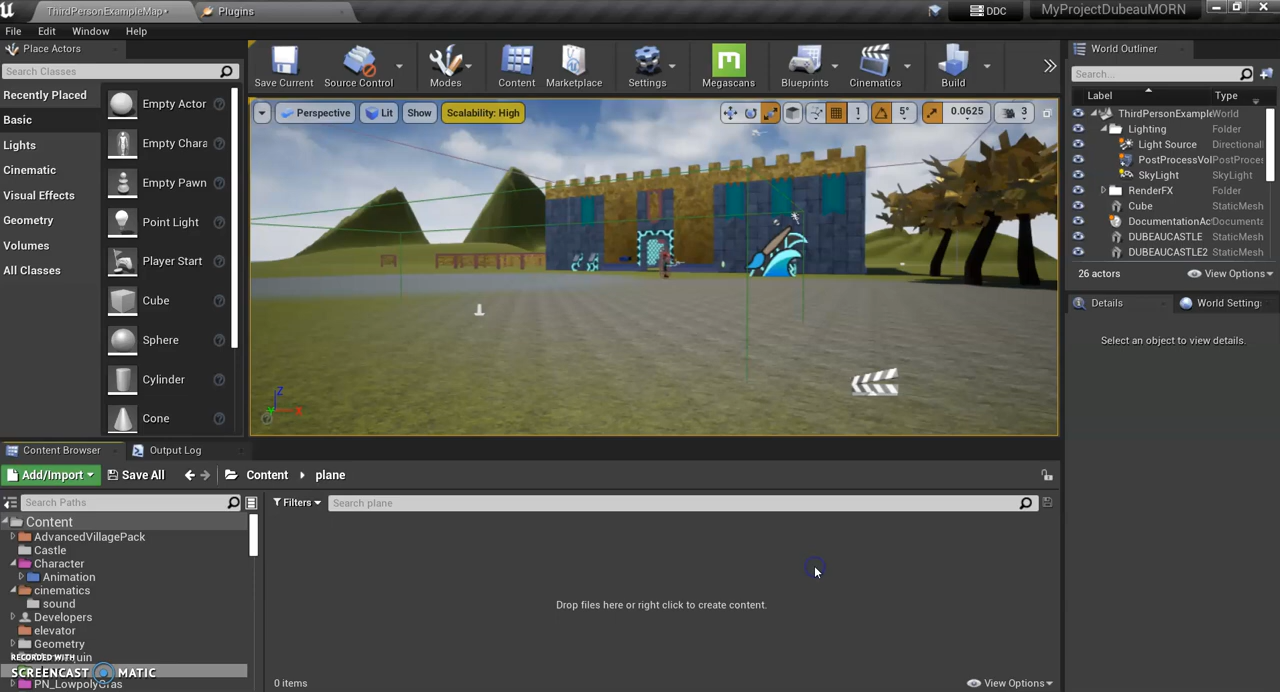 ThirdPersonExampleMap•
Plugins
DDC
MyProjectDubeauMORN
File Edit Window Help
Place Actors
Search Classes
Recently Placed
Basic
Lights
Cinematic
Visual Effects
Geometry
Volumes
All Classes
Empty Actor
Empty Chara
Empty Pawn
Point Light
Player Start
Cube
Sphere
Cylinder
Cone
Save Current
Source Control
Modes
Content
Marketplace
Settings
Megascans
Blueprints
Cinematics
Build
Perspective
Lit
Show
Scalability: High
1
5°
0.0625
3
Z
X
World Outliner
Search...
Label Type
ThirdPersonExample World
Lighting Folder
Light Source Directional
PostProcessVol PostProces
SkyLight SkyLight
RenderFX Folder
Cube StaticMesh
DocumentationAc Documenta
DUBEAUCASTLE StaticMesh
DUBEAUCASTLE2 StaticMesh
26 actors
View Options
Details
World Setting
Select an object to view details.
Content Browser
Output Log
Add/Import
Save All
Content
plane
Search Paths
Filters
Search plane
Content
AdvancedVillagePack
Castle
Character
Animation
cinematics
sound
Developers
elevator
Geometry
RECORDED WITH
SCREENCAST MATIC
PN_LowpolyGras
Drop files here or right click to create content.
0 items
View Options